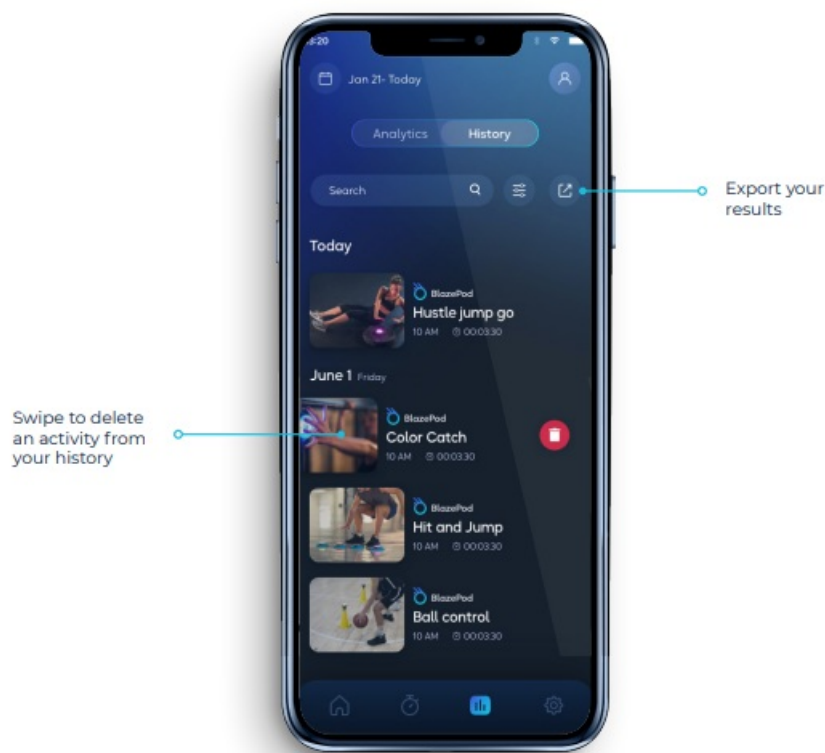 3:20
Jan 21- Today
Analytics
History
Search
Export your
results
Today
BlazePod
Hustle jump go
10 AM 00:03:30
June 1 Friday
Swipe to delete
an activity from
your history
BlazePod
Color Catch
10 AM 00:03:30
BlazePod
Hit and Jump
10 AM 00:03:30
BlazePod
Ball control
10 AM 00:03:30